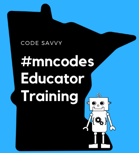 CODE SAVVY
#mncodes
Educator
Training